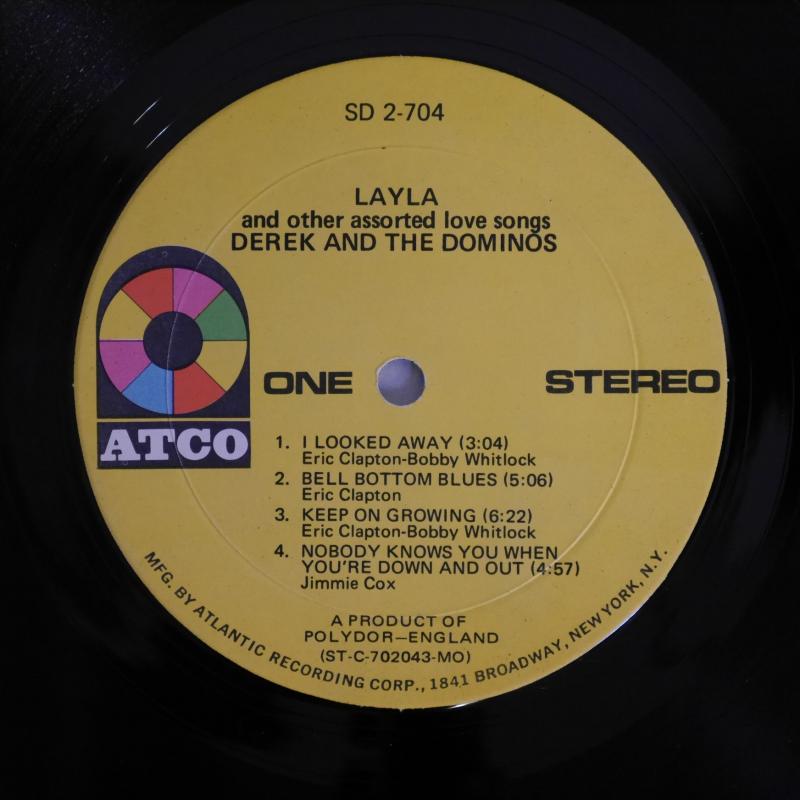 SD 2-704
LAYLA
and other assorted love songs
DEREK AND THE DOMINOS
ATCO
ONE
STEREO
1. I LOOKED AWAY (3:04)
Eric Clapton-Bobby Whitlock
2. BELL BOTTOM BLUES (5:06)
Eric Clapton
3. KEEP ON GROWING (6:22)
Eric Clapton-Bobby Whitlock
4. NOBODY KNOWS YOU WHEN
YOU'RE DOWN AND OUT (4:57)
Jimmie Cox
A PRODUCT OF
POLYDOR—ENGLAND
(ST-C-702043-MO)
MFG. BY ATLANTIC RECORDING CORP., 1841 BROADWAY, NEW YORK, N.Y.